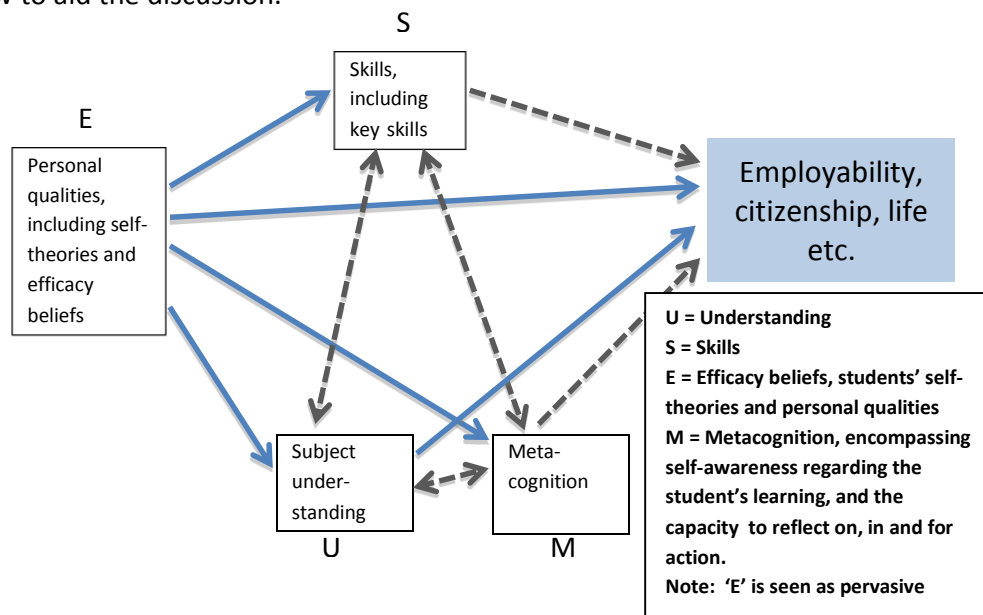 w to aid the discussion.
S
Skills,
including
key skills
E
Personal
qualities,
including self-
theories and
efficacy
beliefs
Employability,
citizenship, life
etc.
U = Understanding
S = Skills
E = Efficacy beliefs, students’ self-
theories and personal qualities
M = Metacognition, encompassing
self-awareness regarding the
student’s learning, and the
capacity to reflect on, in and for
action.
Note: ‘E’ is seen as pervasive
Subject
under-
standing
U
Meta-
cognition
M